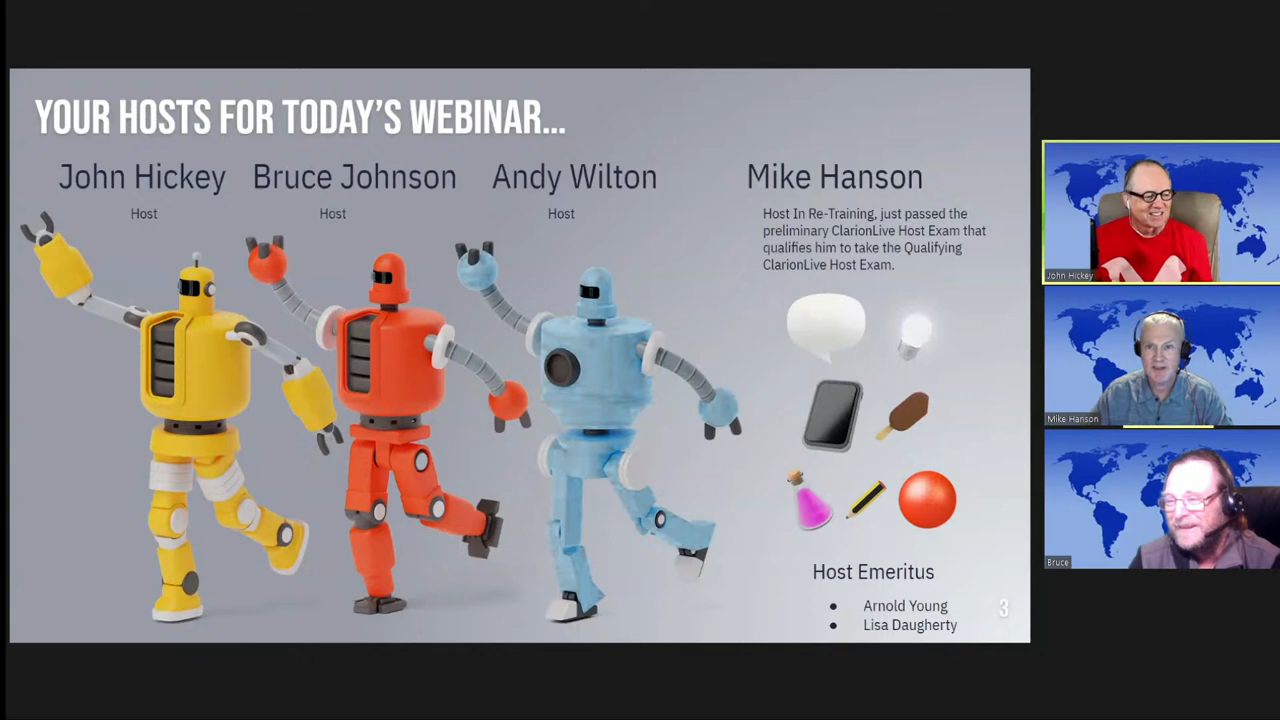 YOUR HOSTS FOR TODAY'S WEBINAR...
John Hickey
Host
Bruce Johnson
Host
Andy Wilton
Host
Mike Hanson
Host In Re-Training, just passed the
preliminary ClarionLive Host Exam that
qualifies him to take the Qualifying
ClarionLive Host Exam.
Host Emeritus
● Arnold Young
● Lisa Daugherty
3
John Hickey
Mike Hanson
Bruce